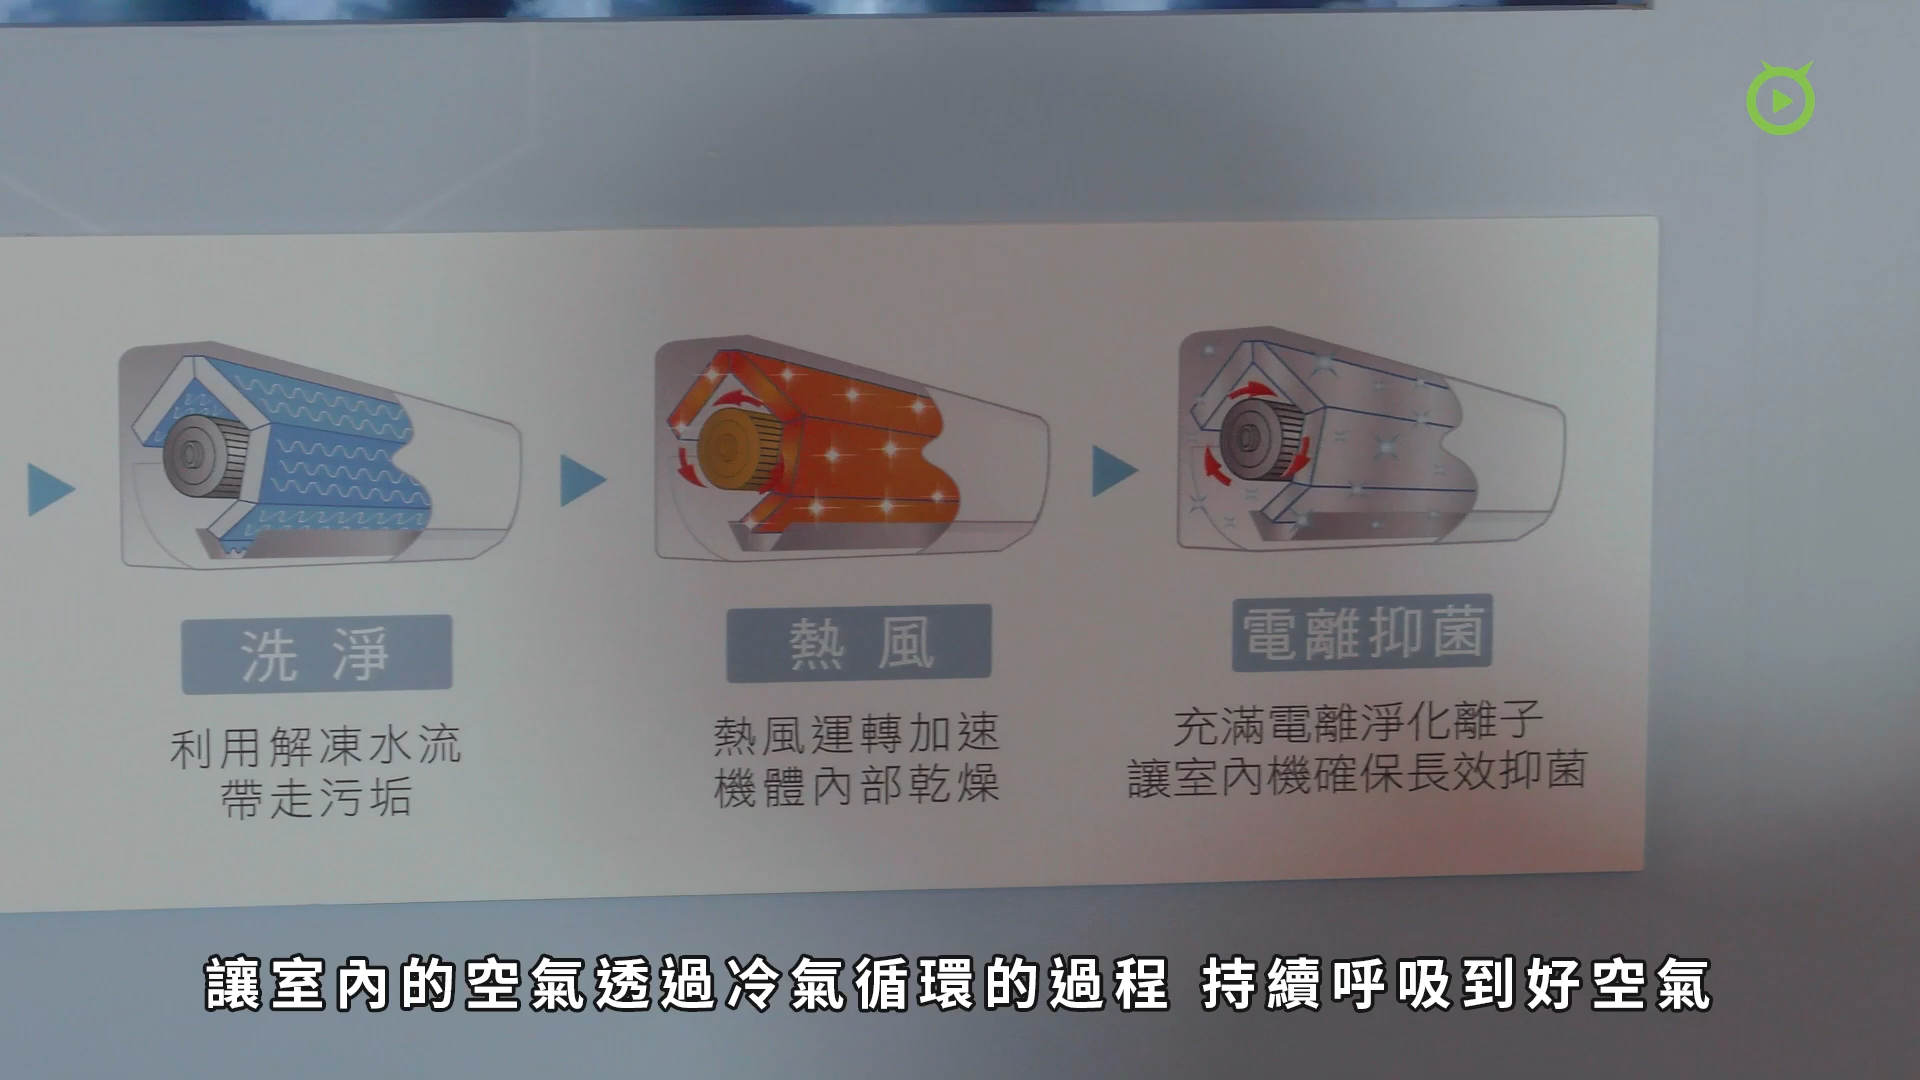 洗淨
利用解凍水流
帶走污垢
熱風
熱風運轉加速
機體內部乾燥
電離抑菌
充滿電離淨化離子
讓室內機確保長效抑菌
讓室內的空氣透過冷氣循環的過程 持續呼吸到好空氣